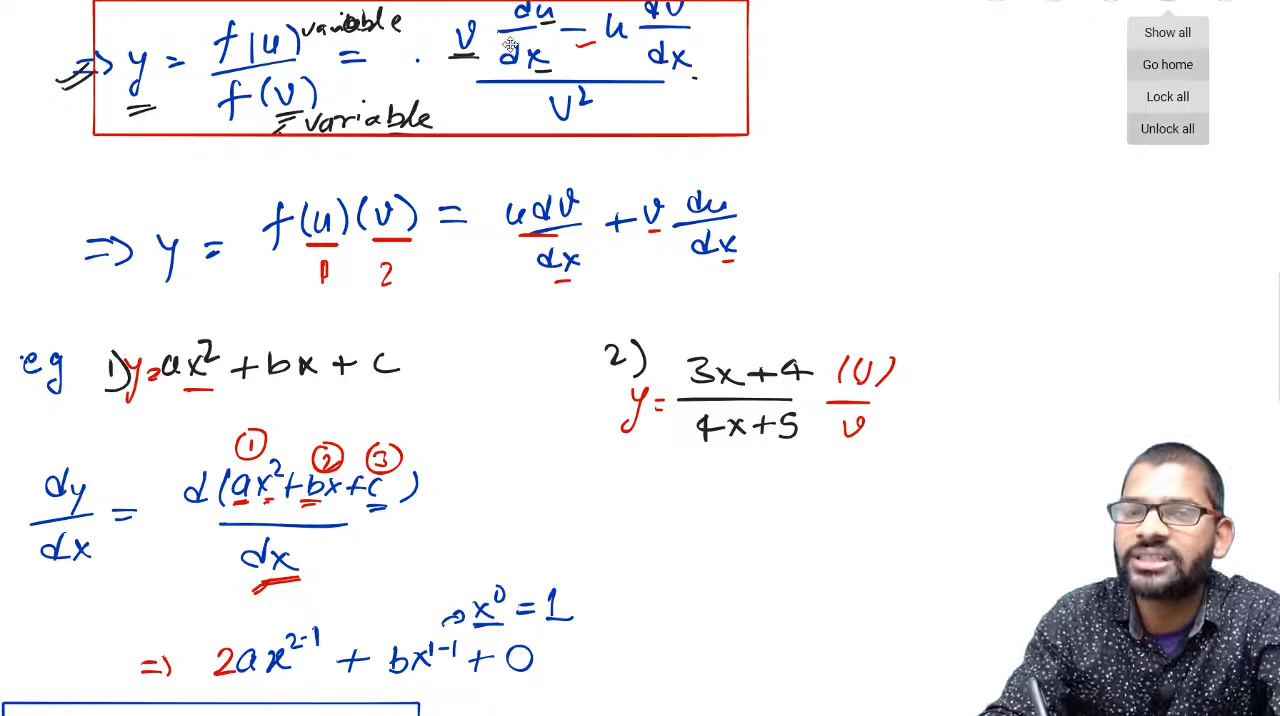 ⇒ y = f(u) variable / f(v) variable = v du/dx - u dv/dx / v²
Show all
Go home
Lock all
Unlock all
⇒ y = f(u)(v) = u dv/dx + v du/dx
1 2
eg 1) y=ax² + bx + c
2) y = 3x+4 / 4x+5 (u) / v
① ② ③
dy/dx = d(ax²+bx+c) / dx
→ x⁰ = 1
⇒ 2ax²⁻¹ + bx¹⁻¹ + 0